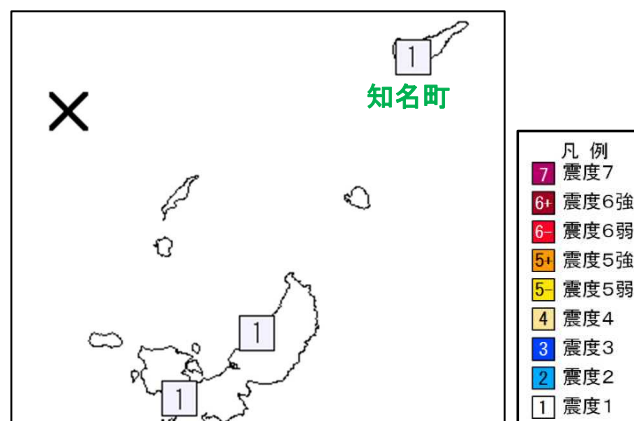 1
知名町
1
1
凡 例
7 震度7
6+ 震度6強
6- 震度6弱
5+ 震度5強
5- 震度5弱
4 震度4
3 震度3
2 震度2
1 震度1